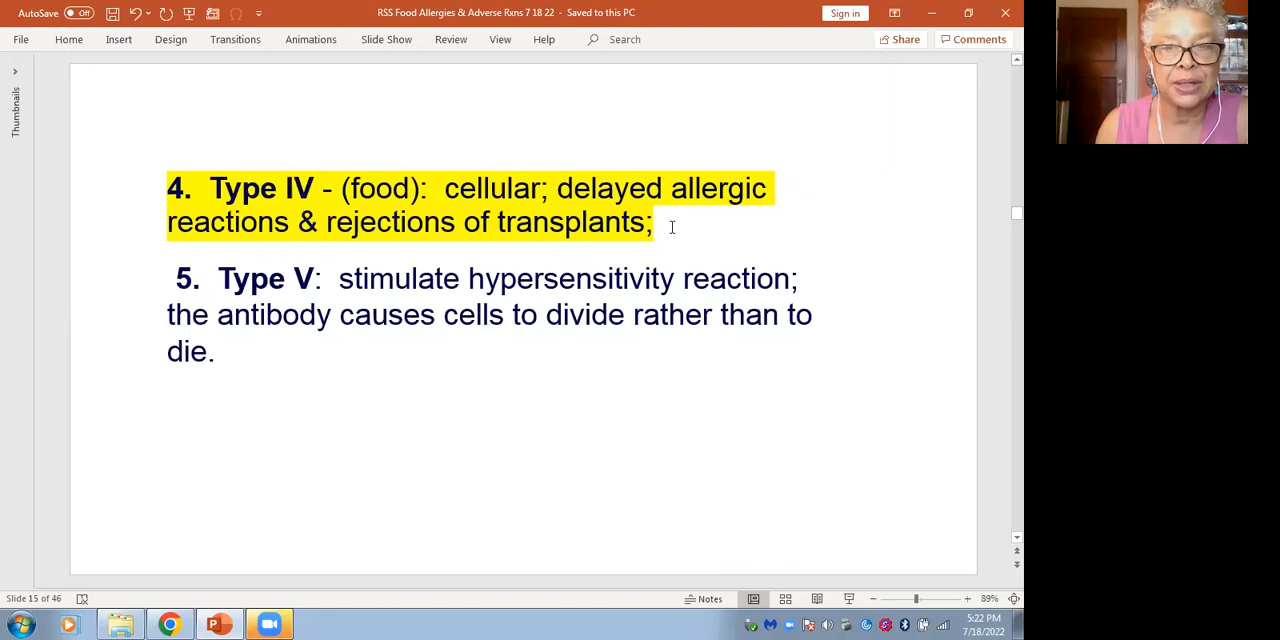 AutoSave Off
RSS Food Allergies & Adverse Rxns 7 18 22 - Saved to this PC
Sign in
File Home Insert Design Transitions Animations Slide Show Review View Help Search Share Comments
Thumbnails
4. Type IV - (food): cellular; delayed allergic
reactions & rejections of transplants;
5. Type V: stimulate hypersensitivity reaction;
the antibody causes cells to divide rather than to
die.
Slide 15 of 46
Notes
89%
5:22 PM
7/18/2022